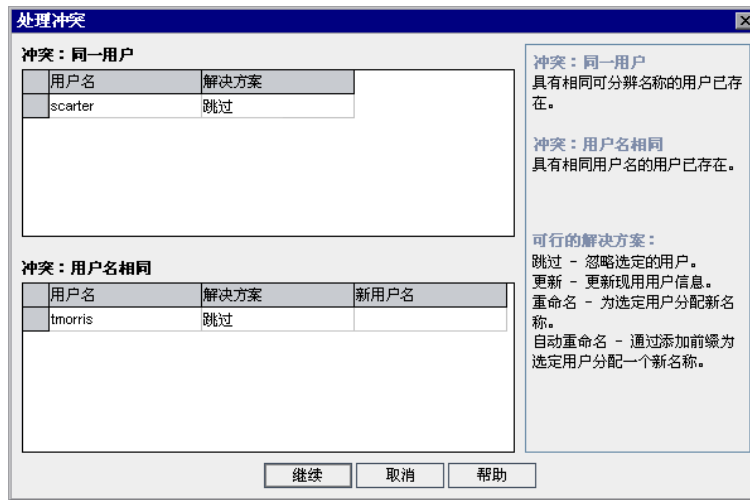 处理冲突
冲突：同一用户
用户名 解决方案
scarter 跳过
冲突：用户名相同
用户名 解决方案 新用户名
tmorris 跳过
冲突：同一用户
具有相同可分辨名称的用户已存
在。
冲突：用户名相同
具有相同用户名的用户已存在。
可行的解决方案：
跳过 - 忽略选定的用户。
更新 - 更新现用用户信息。
重命名 - 为选定用户分配新名
称。
自动重命名 - 通过添加前缀为
选定用户分配一个新名称。
继续 取消 帮助